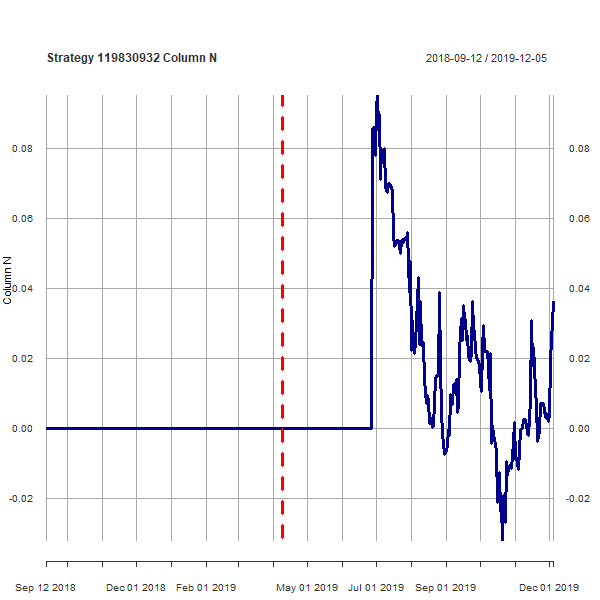 Strategy 119830932 Column N
2018-09-12 / 2019-12-05
Column N
0.08
0.06
0.04
0.02
0.00
-0.02
0.08
0.06
0.04
0.02
0.00
-0.02
Sep 12 2018
Dec 01 2018
Feb 01 2019
May 01 2019
Jul 01 2019
Sep 01 2019
Dec 01 2019